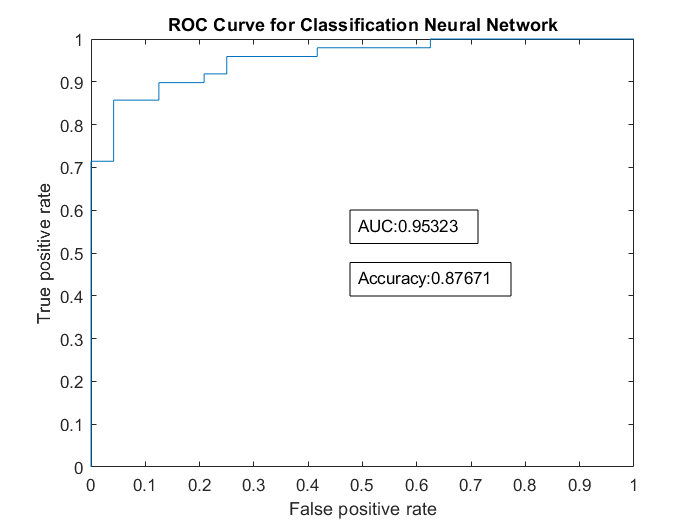 ROC Curve for Classification Neural Network
1
0.9
0.8
0.7
0.6
0.5
0.4
0.3
0.2
0.1
0
True positive rate
AUC:0.95323
Accuracy:0.87671
0 0.1 0.2 0.3 0.4 0.5 0.6 0.7 0.8 0.9 1
False positive rate